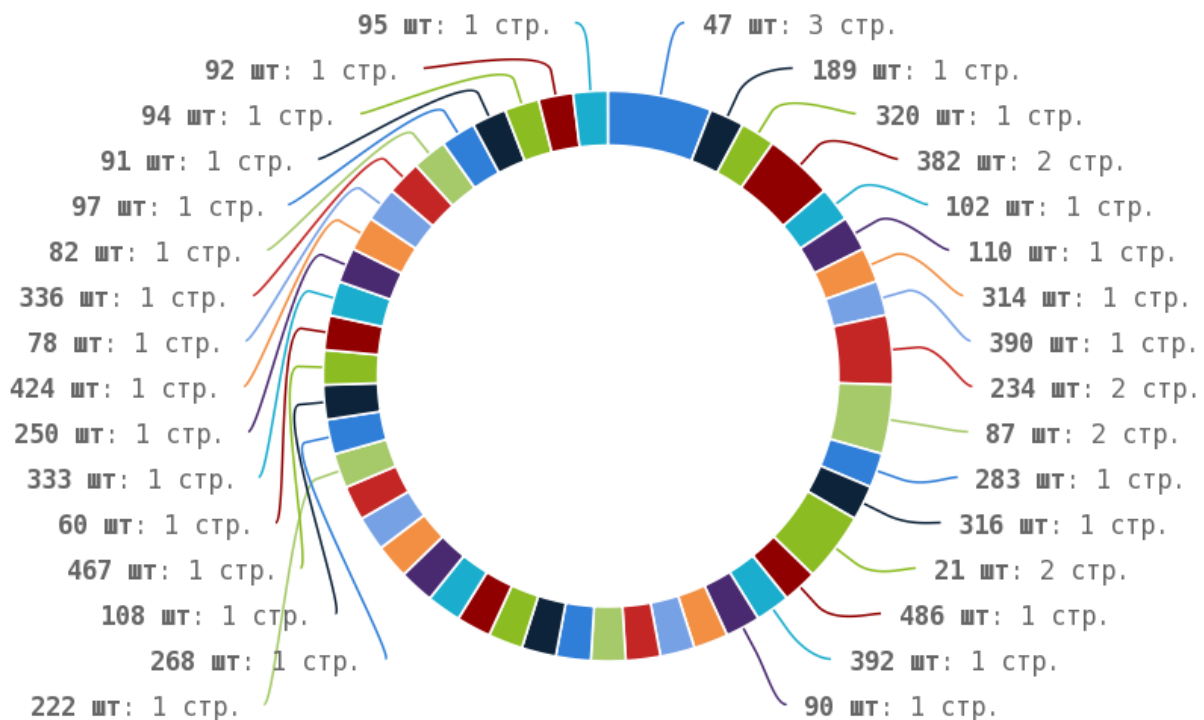 95 шт: 1 стр.
47 шт: 3 стр.
92 шт: 1 стр.
189 шт: 1 стр.
94 шт: 1 стр.
320 шт: 1 стр.
91 шт: 1 стр.
382 шт: 2 стр.
97 шт: 1 стр.
102 шт: 1 стр.
82 шт: 1 стр.
110 шт: 1 стр.
336 шт: 1 стр.
314 шт: 1 стр.
78 шт: 1 стр.
390 шт: 1 стр.
424 шт: 1 стр.
234 шт: 2 стр.
250 шт: 1 стр.
87 шт: 2 стр.
333 шт: 1 стр.
283 шт: 1 стр.
60 шт: 1 стр.
316 шт: 1 стр.
467 шт: 1 стр.
21 шт: 2 стр.
108 шт: 1 стр.
486 шт: 1 стр.
268 шт: 1 стр.
392 шт: 1 стр.
222 шт: 1 стр.
90 шт: 1 стр.